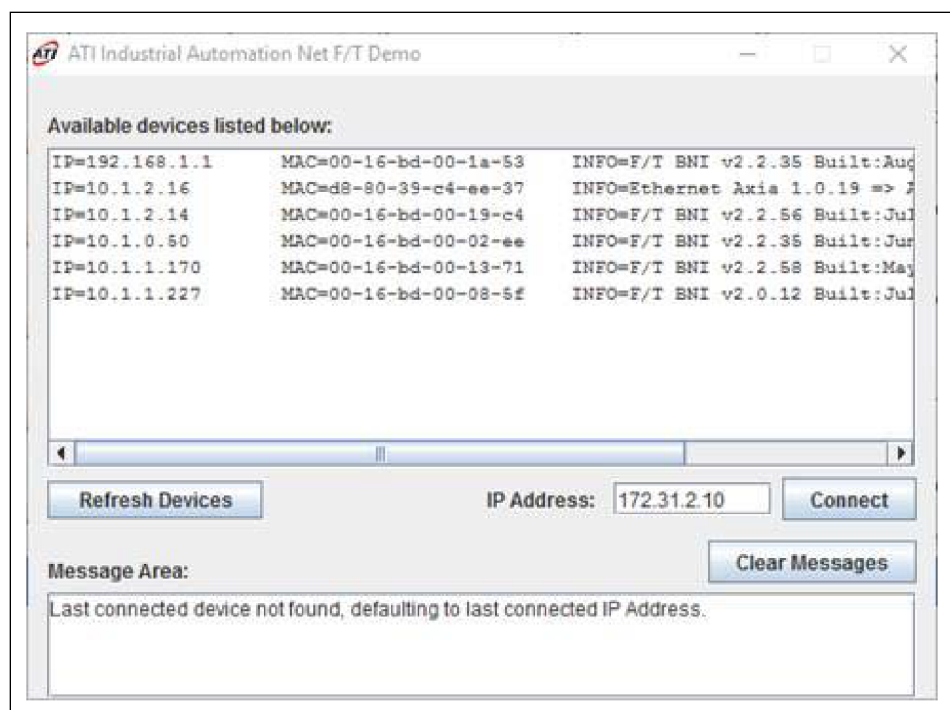 ATI ATI Industrial Automation Net F/T Demo
Available devices listed below:
IP=192.168.1.1 MAC=00-16-bd-00-1a-53 INFO=F/T BNI v2.2.35 Built:Aug
IP=10.1.2.16 MAC=d8-80-39-c4-ee-37 INFO=Ethernet Axia 1.0.19 =>
IP=10.1.2.14 MAC=00-16-bd-00-19-c4 INFO=F/T BNI v2.2.56 Built:Jul
IP=10.1.0.50 MAC=00-16-bd-00-02-ee INFO=F/T BNI v2.2.35 Built:Jun
IP=10.1.1.170 MAC=00-16-bd-00-13-71 INFO=F/T BNI v2.2.58 Built:May
IP=10.1.1.227 MAC=00-16-bd-00-08-5f INFO=F/T BNI v2.0.12 Built:Jul
Refresh Devices IP Address: 172.31.2.10 Connect
Clear Messages
Message Area:
Last connected device not found, defaulting to last connected IP Address.